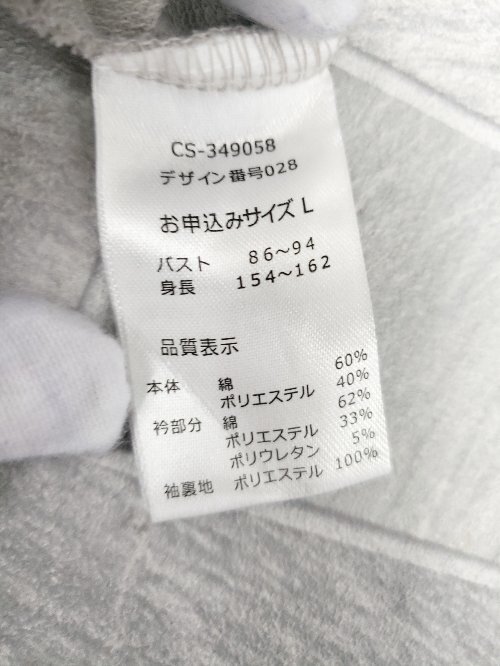 CS-349058
デザイン番号028
お申込みサイズ L
バスト 86～94
身長 154～162
品質表示
本体 綿 60%
ポリエステル 40%
衿部分 綿 62%
ポリエステル 33%
ポリウレタン 5%
袖裏地 ポリエステル 100%